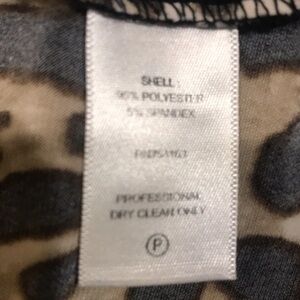 SHELL :
95% POLYESTER
5% SPANDEX
PROFESSIONAL
DRY CLEAN ONLY
P